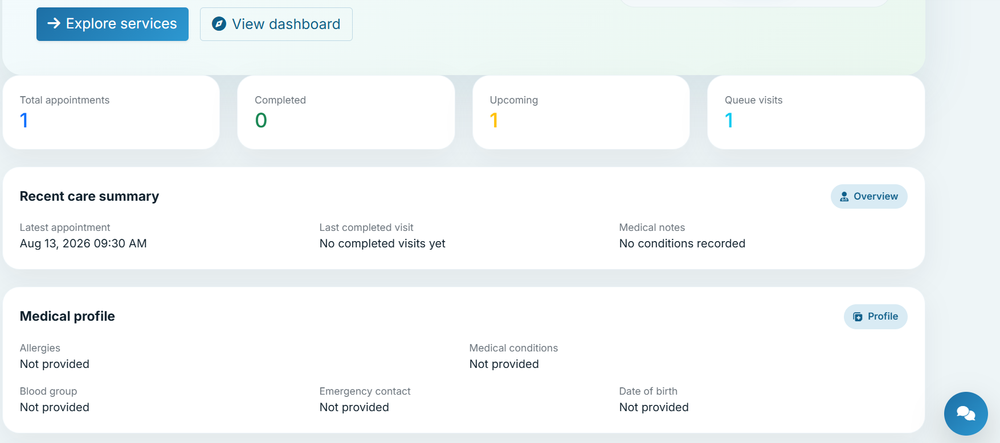 Explore services
View dashboard
Total appointments
1
Completed
0
Upcoming
1
Queue visits
1
Recent care summary
Overview
Latest appointment
Aug 13, 2026 09:30 AM
Last completed visit
No completed visits yet
Medical notes
No conditions recorded
Medical profile
Profile
Allergies
Not provided
Medical conditions
Not provided
Blood group
Not provided
Emergency contact
Not provided
Date of birth
Not provided